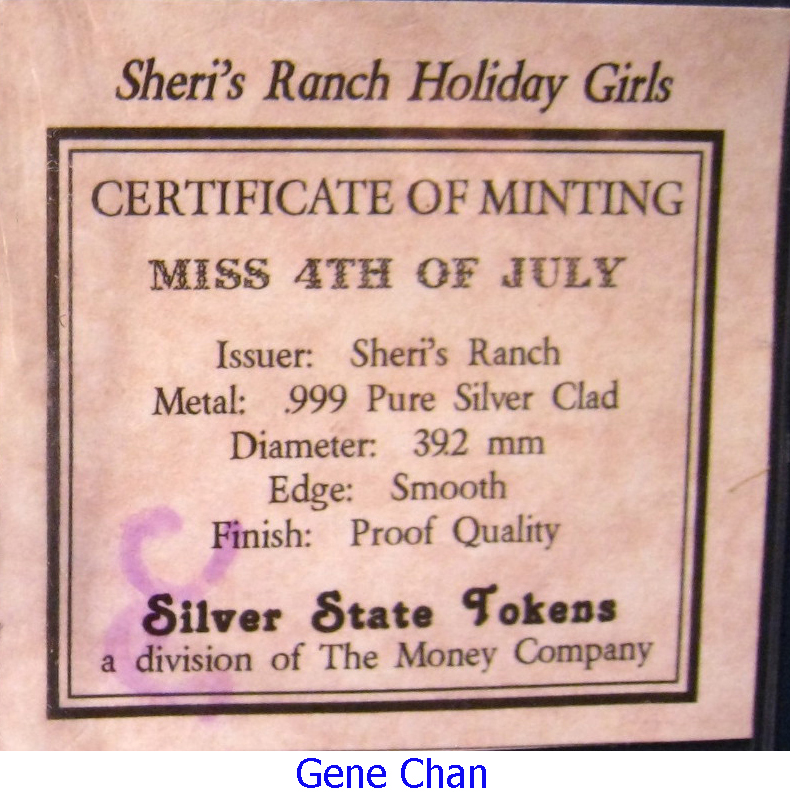 Sheri's Ranch Holiday Girls
CERTIFICATE OF MINTING
MISS 4TH OF JULY
Issuer: Sheri's Ranch
Metal: .999 Pure Silver Clad
Diameter: 39.2 mm
Edge: Smooth
Finish: Proof Quality
Silver State Tokens
a division of The Money Company
Gene Chan